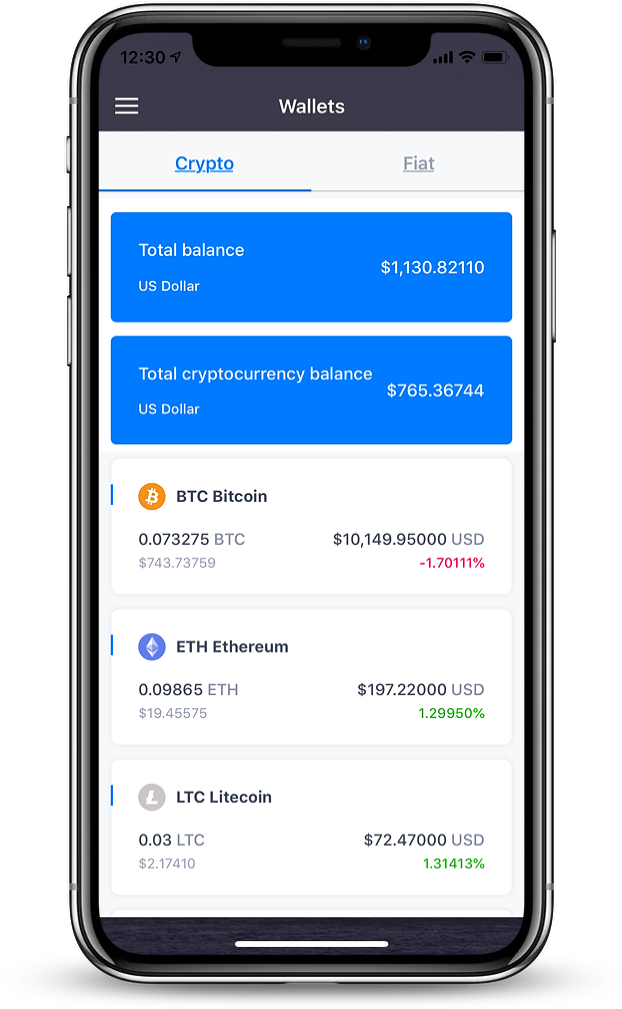 12:30
Wallets
Crypto Fiat
Total balance
$1,130.82110
US Dollar
Total cryptocurrency balance
$765.36744
US Dollar
BTC Bitcoin
0.073275 BTC $10,149.95000 USD
$743.73759 -1.70111%
ETH Ethereum
0.09865 ETH $197.22000 USD
$19.45575 1.29950%
LTC Litecoin
0.03 LTC $72.47000 USD
$2.17410 1.31413%